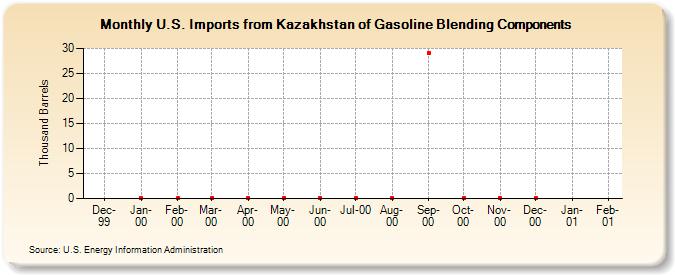 Monthly U.S. Imports from Kazakhstan of Gasoline Blending Components
Thousand Barrels
30
25
20
15
10
5
0
Dec-99 Jan-00 Feb-00 Mar-00 Apr-00 May-00 Jun-00 Jul-00 Aug-00 Sep-00 Oct-00 Nov-00 Dec-00 Jan-01 Feb-01
Source: U.S. Energy Information Administration